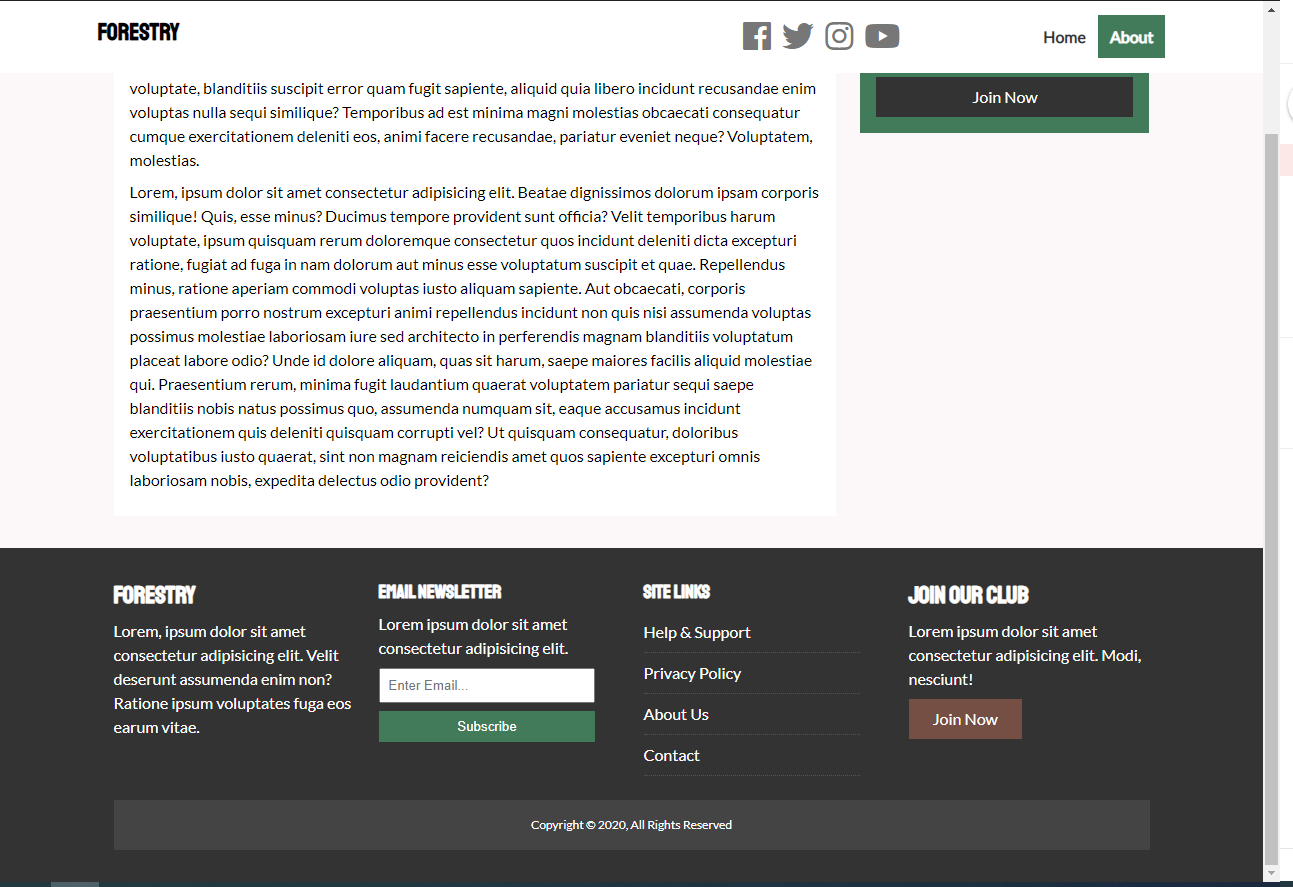 FORESTRY
Home
About
voluptate, blanditiis suscipit error quam fugit sapiente, aliquid quia libero incidunt recusandae enim
voluptas nulla sequi similique? Temporibus ad est minima magni molestias obcaecati consequatur
cumque exercitationem deleniti eos, animi facere recusandae, pariatur eveniet neque? Voluptatem,
molestias.
Lorem, ipsum dolor sit amet consectetur adipisicing elit. Beatae dignissimos dolorum ipsam corporis
similique! Quis, esse minus? Ducimus tempore provident sunt officia? Velit temporibus harum
voluptate, ipsum quisquam rerum doloremque consectetur quos incidunt deleniti dicta excepturi
ratione, fugiat ad fuga in nam dolorum aut minus esse voluptatum suscipit et quae. Repellendus
minus, ratione aperiam commodi voluptas iusto aliquam sapiente. Aut obcaecati, corporis
praesentium porro nostrum excepturi animi repellendus incidunt non quis nisi assumenda voluptas
possimus molestiae laboriosam iure sed architecto in perferendis magnam blanditiis voluptatum
placeat labore odio? Unde id dolore aliquam, quas sit harum, saepe maiores facilis aliquid molestiae
qui. Praesentium rerum, minima fugit laudantium quaerat voluptatem pariatur sequi saepe
blanditiis nobis natus possimus quo, assumenda numquam sit, eaque accusamus incidunt
exercitationem quis deleniti quisquam corrupti vel? Ut quisquam consequatur, doloribus
voluptatibus iusto quaerat, sint non magnam reiciendis amet quos sapiente excepturi omnis
laboriosam nobis, expedita delectus odio provident?
Join Now
FORESTRY
Lorem, ipsum dolor sit amet
consectetur adipisicing elit. Velit
deserunt assumenda enim non?
Ratione ipsum voluptates fuga eos
earum vitae.
EMAIL NEWSLETTER
Lorem ipsum dolor sit amet
consectetur adipisicing elit.
Enter Email...
Subscribe
SITE LINKS
Help & Support
Privacy Policy
About Us
Contact
JOIN OUR CLUB
Lorem ipsum dolor sit amet
consectetur adipisicing elit. Modi,
nesciunt!
Join Now
Copyright © 2020, All Rights Reserved